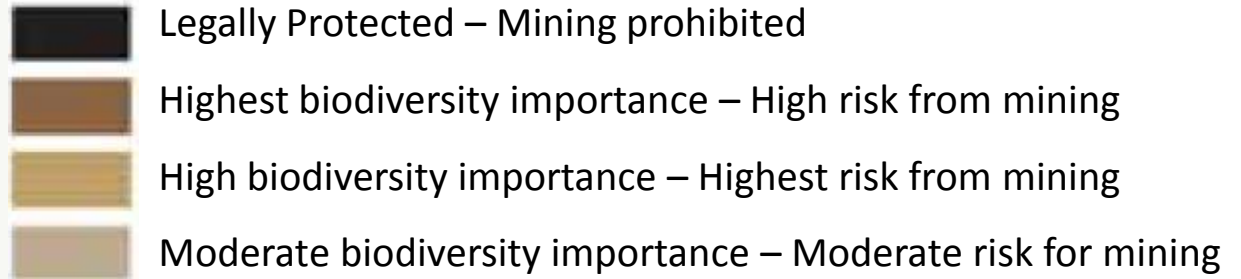 Legally Protected – Mining prohibited
Highest biodiversity importance – High risk from mining
High biodiversity importance – Highest risk from mining
Moderate biodiversity importance – Moderate risk for mining